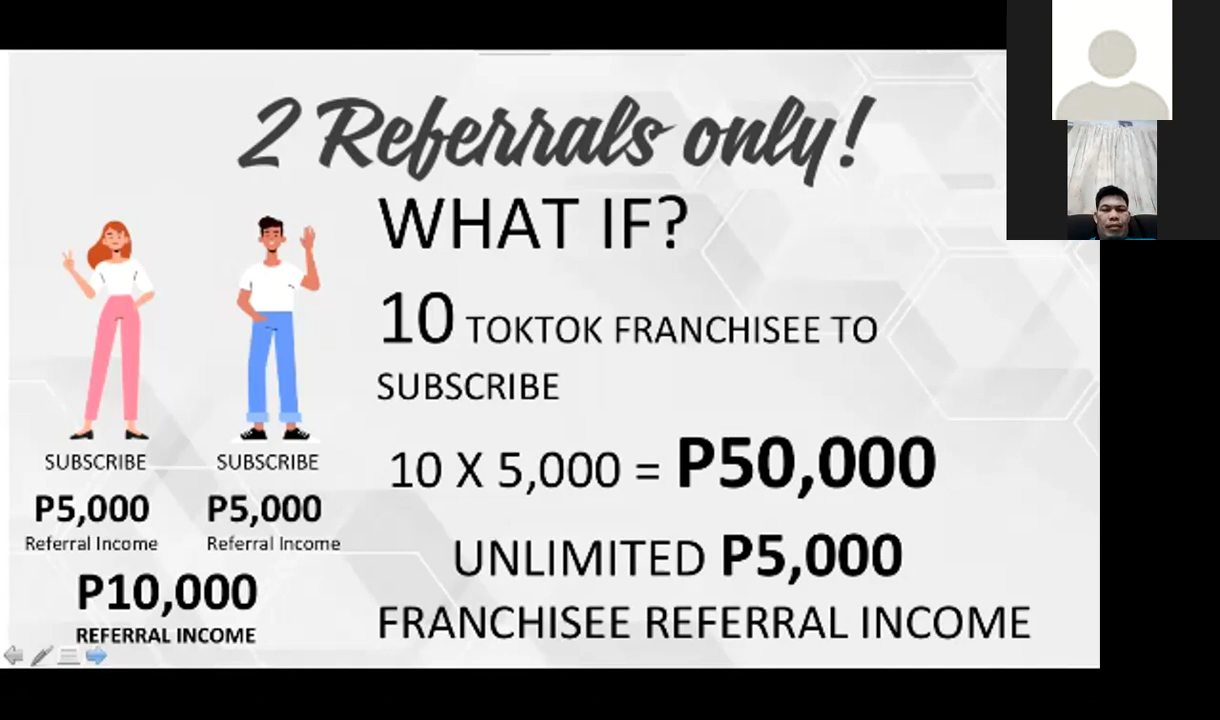 2 Referrals only!
WHAT IF?
10 TOKTOK FRANCHISEE TO
SUBSCRIBE
10 X 5,000 = P50,000
UNLIMITED P5,000
FRANCHISEE REFERRAL INCOME
SUBSCRIBE SUBSCRIBE
P5,000 P5,000
Referral Income Referral Income
P10,000
REFERRAL INCOME